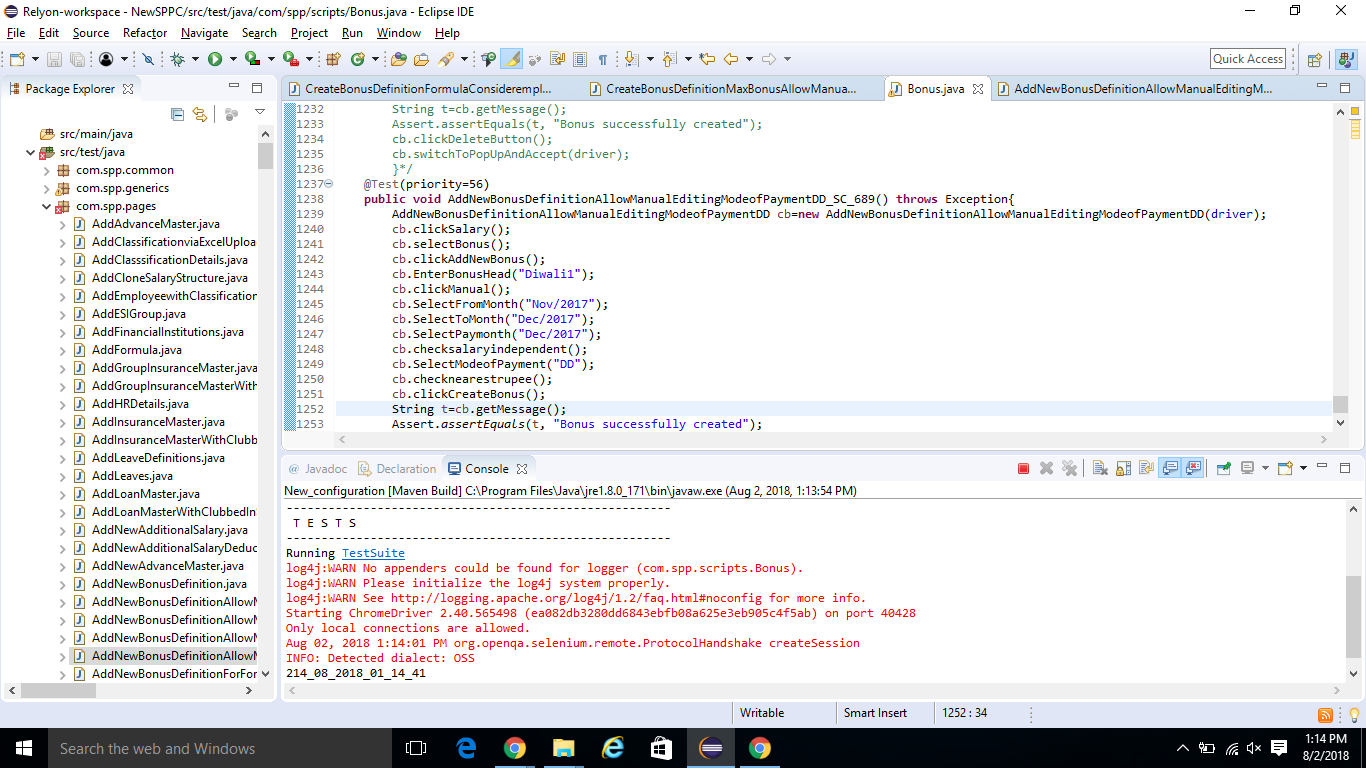 Relyon-workspace - NewSPPC/src/test/java/com/spp/scripts/Bonus.java - Eclipse IDE
File Edit Source Refactor Navigate Search Project Run Window Help
Quick Access
Package Explorer
src/main/java
src/test/java
com.spp.common
com.spp.generics
com.spp.pages
AddAdvanceMaster.java
AddClassificationviaExcelUploa
AddClasssificationDetails.java
AddCloneSalaryStructure.java
AddEmployeewithClassification
AddESIGroup.java
AddFinancialInstitutions.java
AddFormula.java
AddGroupInsuranceMaster.java
AddGroupInsuranceMasterWith
AddHRDetails.java
AddInsuranceMaster.java
AddInsuranceMasterWithClubb
AddLeaveDefinitions.java
AddLeaves.java
AddLoanMaster.java
AddLoanMasterWithClubbedIn
AddNewAdditionalSalary.java
AddNewAdditionalSalaryDeduc
AddNewAdvanceMaster.java
AddNewBonusDefinition.java
AddNewBonusDefinitionAllowM
AddNewBonusDefinitionAllowM
AddNewBonusDefinitionAllowM
AddNewBonusDefinitionAllowM
AddNewBonusDefinitionForFor
CreateBonusDefinitionFormulaConsiderempl... CreateBonusDefinitionMaxBonusAllowManua... Bonus.java AddNewBonusDefinitionAllowManualEditingM...
1232 String t=cb.getMessage();
1233 Assert.assertEquals(t, "Bonus successfully created");
1234 cb.clickDeleteButton();
1235 cb.switchToPopUpAndAccept(driver);
1236 }*/
1237 @Test(priority=56)
1238 public void AddNewBonusDefinitionAllowManualEditingModeofPaymentDD_SC_689() throws Exception{
1239 AddNewBonusDefinitionAllowManualEditingModeofPaymentDD cb=new AddNewBonusDefinitionAllowManualEditingModeofPaymentDD(driver);
1240 cb.clickSalary();
1241 cb.selectBonus();
1242 cb.clickAddNewBonus();
1243 cb.EnterBonusHead("Diwali1");
1244 cb.clickManual();
1245 cb.SelectFromMonth("Nov/2017");
1246 cb.SelectToMonth("Dec/2017");
1247 cb.SelectPaymonth("Dec/2017");
1248 cb.checksalaryindependent();
1249 cb.SelectModeofPayment("DD");
1250 cb.checknearestrupee();
1251 cb.clickCreateBonus();
1252 String t=cb.getMessage();
1253 Assert.assertEquals(t, "Bonus successfully created");
@ Javadoc Declaration Console
New_configuration [Maven Build] C:\Program Files\Java\jre1.8.0_171\bin\javaw.exe (Aug 2, 2018, 1:13:54 PM)
-------------------------------------------------------
T E S T S
-------------------------------------------------------
Running TestSuite
log4j:WARN No appenders could be found for logger (com.spp.scripts.Bonus).
log4j:WARN Please initialize the log4j system properly.
log4j:WARN See http://logging.apache.org/log4j/1.2/faq.html#noconfig for more info.
Starting ChromeDriver 2.40.565498 (ea082db3280dd6843ebfb08a625e3eb905c4f5ab) on port 40428
Only local connections are allowed.
Aug 02, 2018 1:14:01 PM org.openqa.selenium.remote.ProtocolHandshake createSession
INFO: Detected dialect: OSS
214_08_2018_01_14_41
Writable Smart Insert 1252 : 34
Search the web and Windows
1:14 PM
8/2/2018